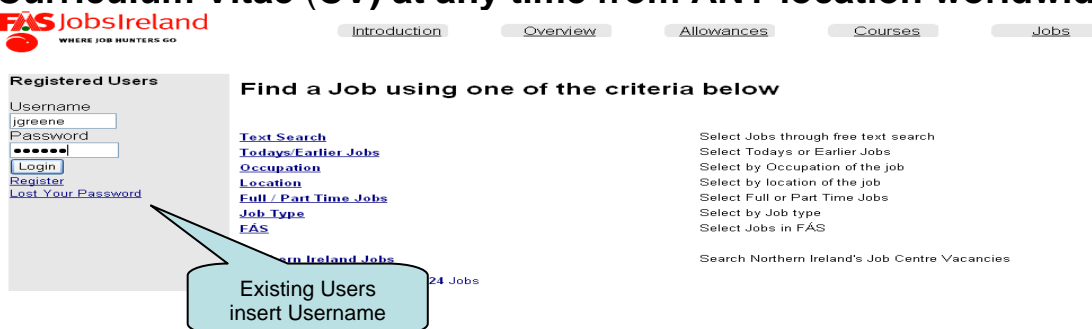 Curriculum Vitae (CV) at any time from ANY location worldwid
FÁS JobsIreland
WHERE JOB HUNTERS GO
Introduction Overview Allowances Courses Jobs
Registered Users
Username
jgreene
Password
Login
Register
Lost Your Password
Find a Job using one of the criteria below
Text Search Select Jobs through free text search
Todays/Earlier Jobs Select Todays or Earlier Jobs
Occupation Select by Occupation of the job
Location Select by location of the job
Full / Part Time Jobs Select Full or Part Time Jobs
Job Type Select by Job type
FÁS Select Jobs in FÁS
Ireland Jobs Search Northern Ireland's Job Centre Vacancies
24 Jobs
Existing Users
insert Username